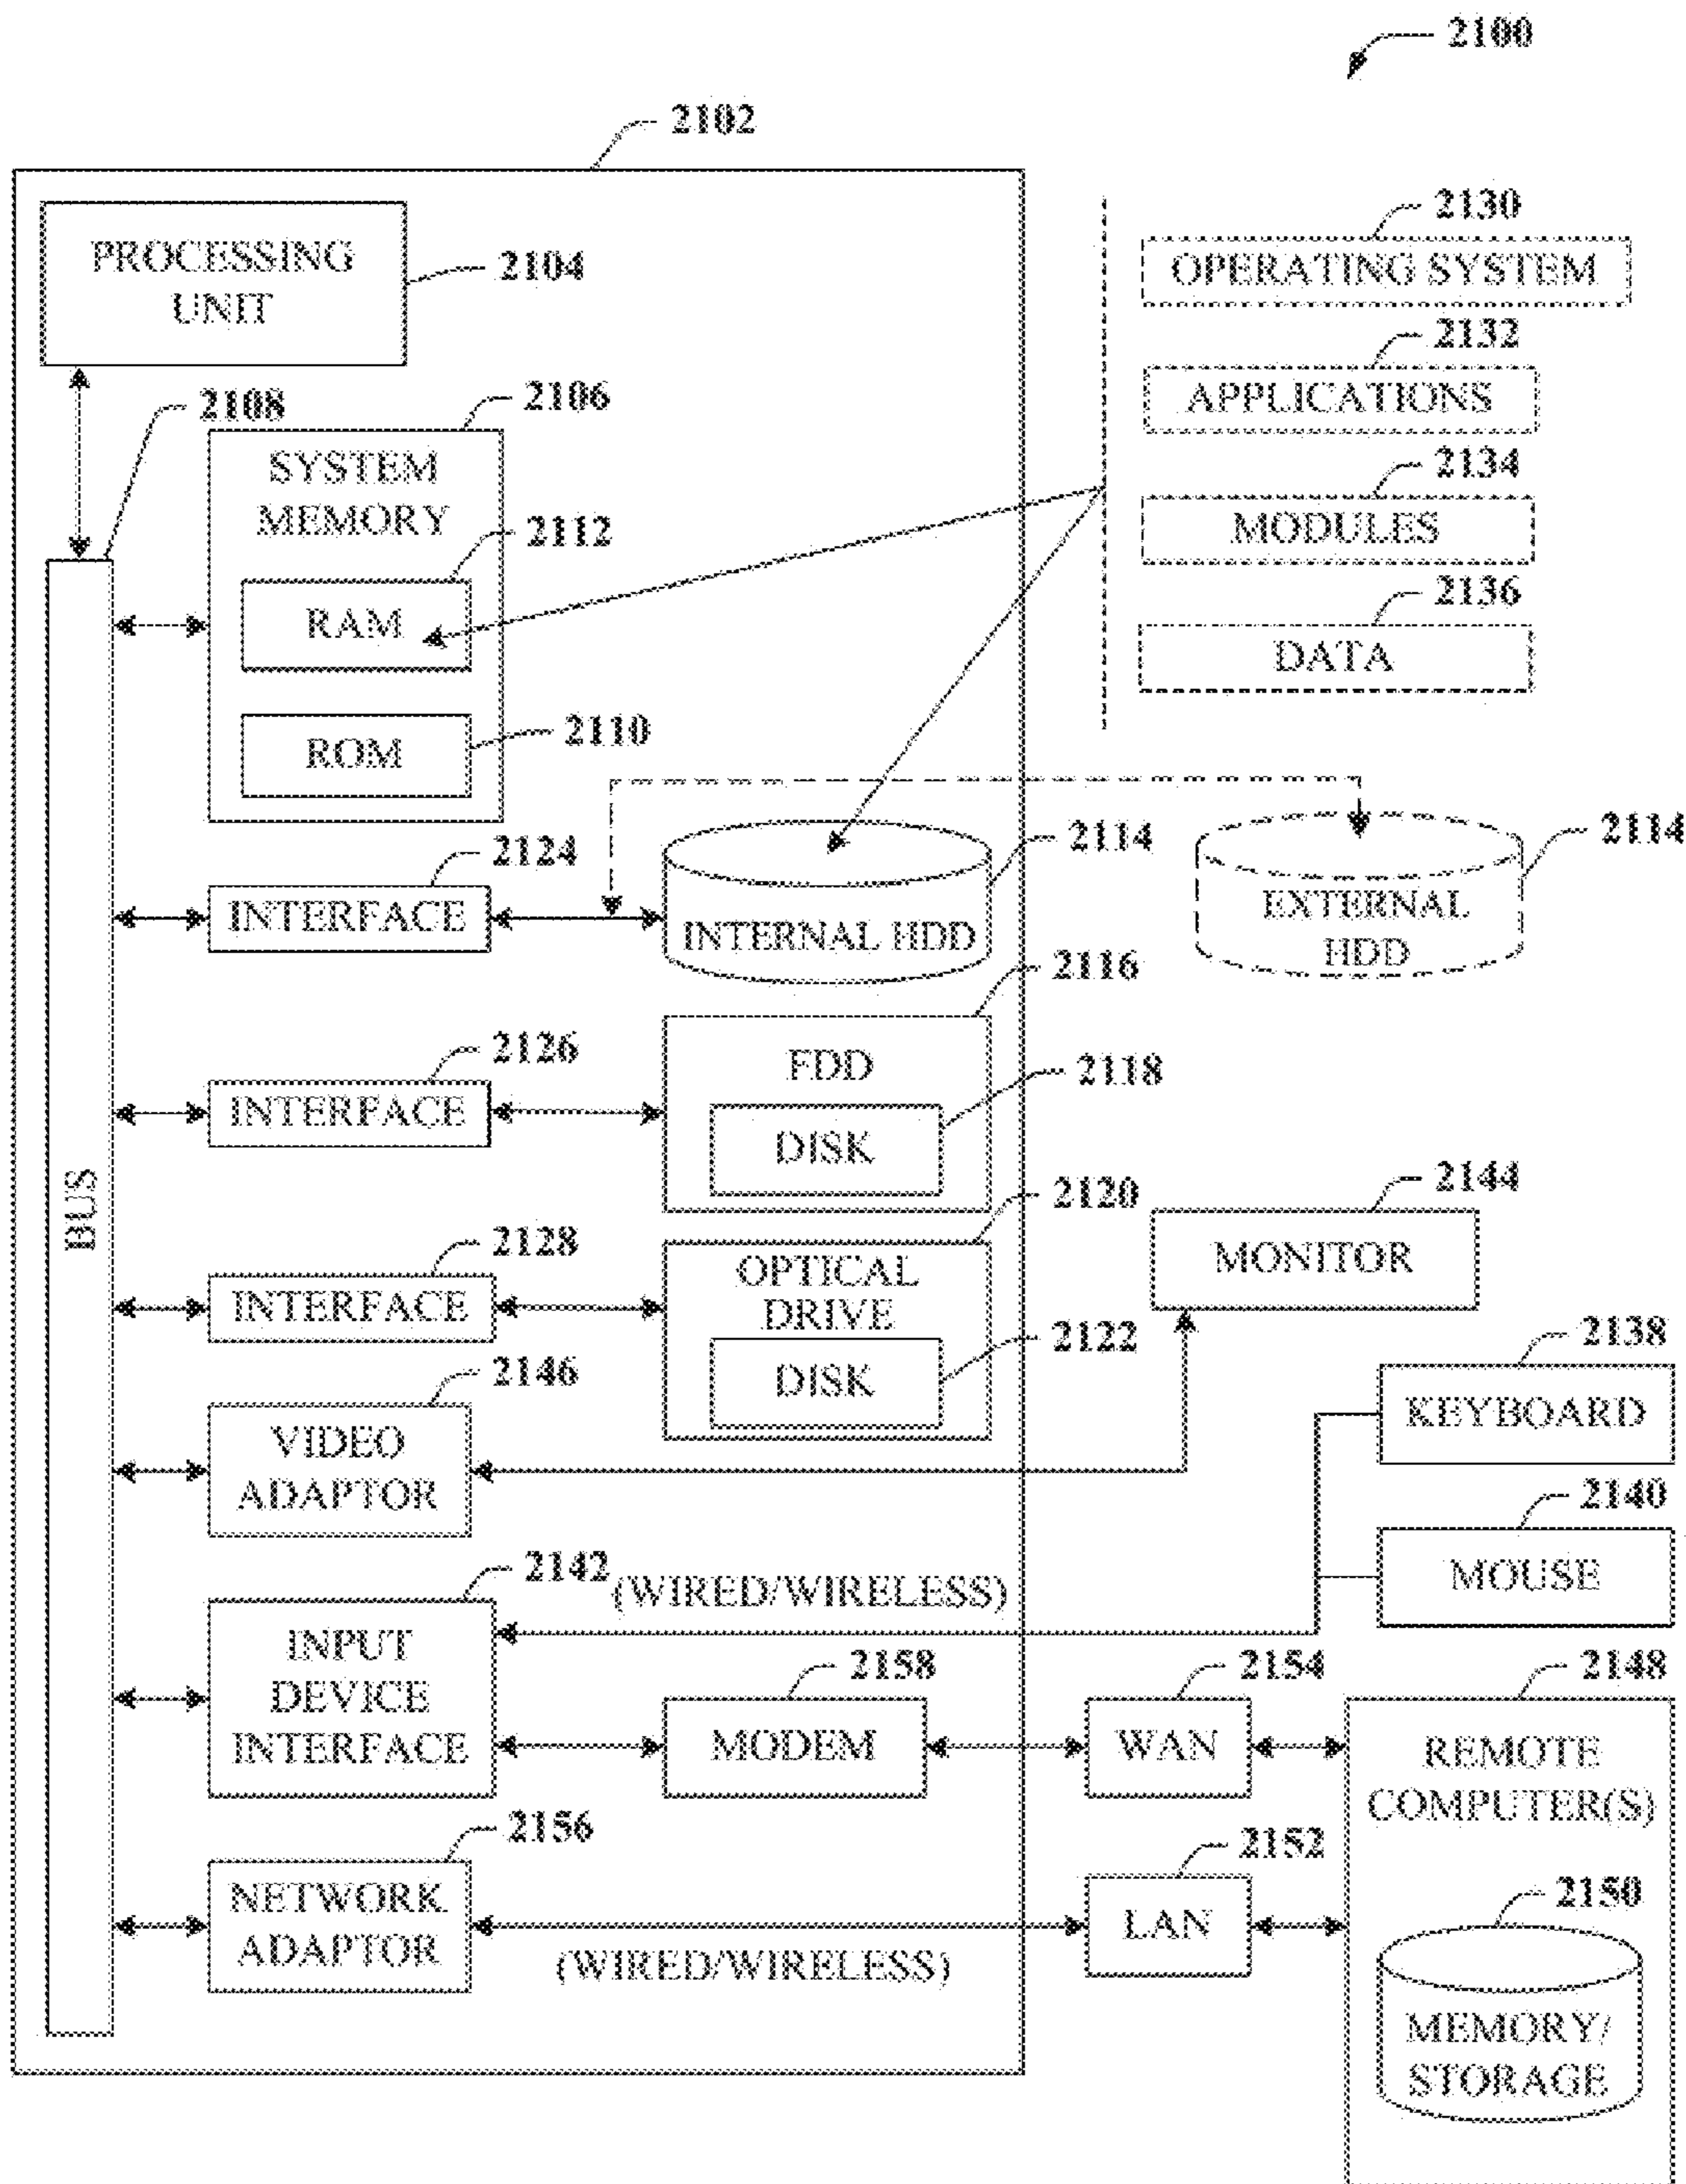 2100
2102
PROCESSING
UNIT
2104
2130
OPERATING SYSTEM
2132
APPLICATIONS
2134
MODULES
2136
DATA
2108
2106
SYSTEM
MEMORY
2112
RAM
2110
ROM
2124
INTERFACE
2114
INTERNAL HDD
2114
EXTERNAL
HDD
2116
FDD
2126
INTERFACE
2118
DISK
BUS
2120
OPTICAL
DRIVE
2128
INTERFACE
2122
DISK
2144
MONITOR
2146
VIDEO
ADAPTOR
2138
KEYBOARD
2140
MOUSE
2142
(WIRED/WIRELESS)
INPUT
DEVICE
INTERFACE
2158
MODEM
2154
WAN
2148
REMOTE
COMPUTER(S)
2156
NETWORK
ADAPTOR
(WIRED/WIRELESS)
2152
LAN
2150
MEMORY/
STORAGE